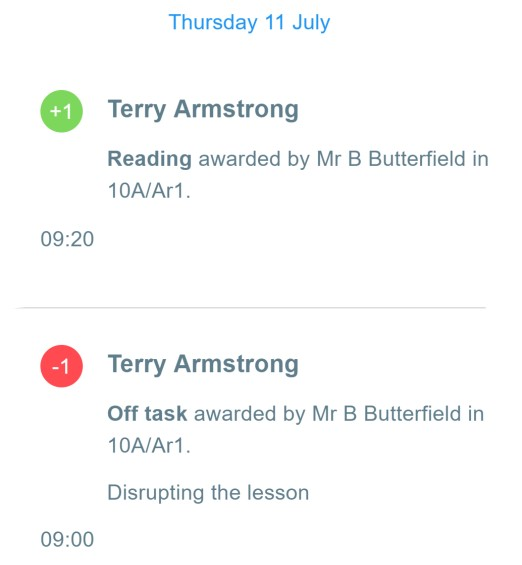 Thursday 11 July
+1
Terry Armstrong
Reading awarded by Mr B Butterfield in
10A/Ar1.
09:20
-1
Terry Armstrong
Off task awarded by Mr B Butterfield in
10A/Ar1.
Disrupting the lesson
09:00